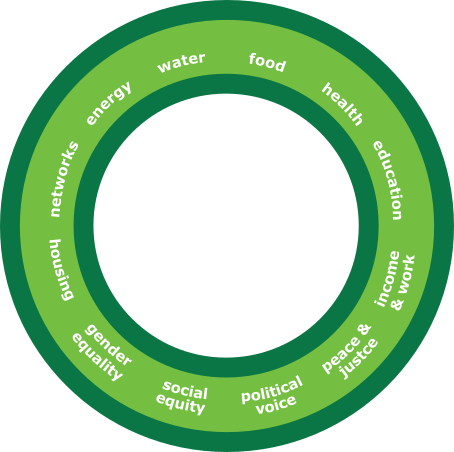 food
health
education
income
& work
peace &
justce
political
voice
social
equity
gender
equality
housing
networks
energy
water